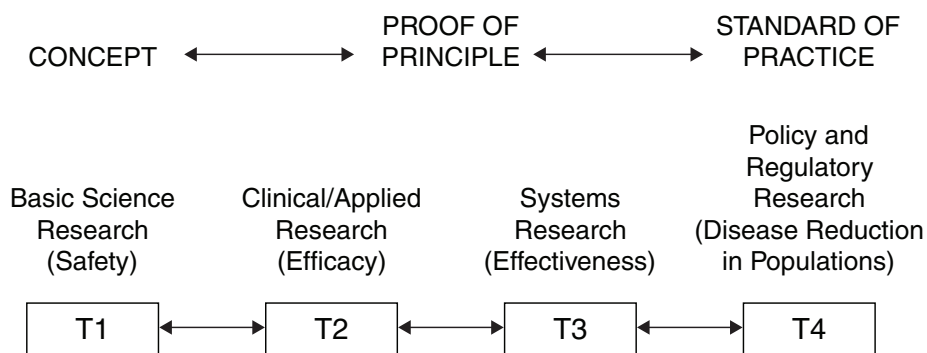 CONCEPT
PROOF OF
PRINCIPLE
STANDARD OF
PRACTICE
Basic Science
Research
(Safety)
Clinical/Applied
Research
(Efficacy)
Systems
Research
(Effectiveness)
Policy and
Regulatory
Research
(Disease Reduction
in Populations)
T1
T2
T3
T4